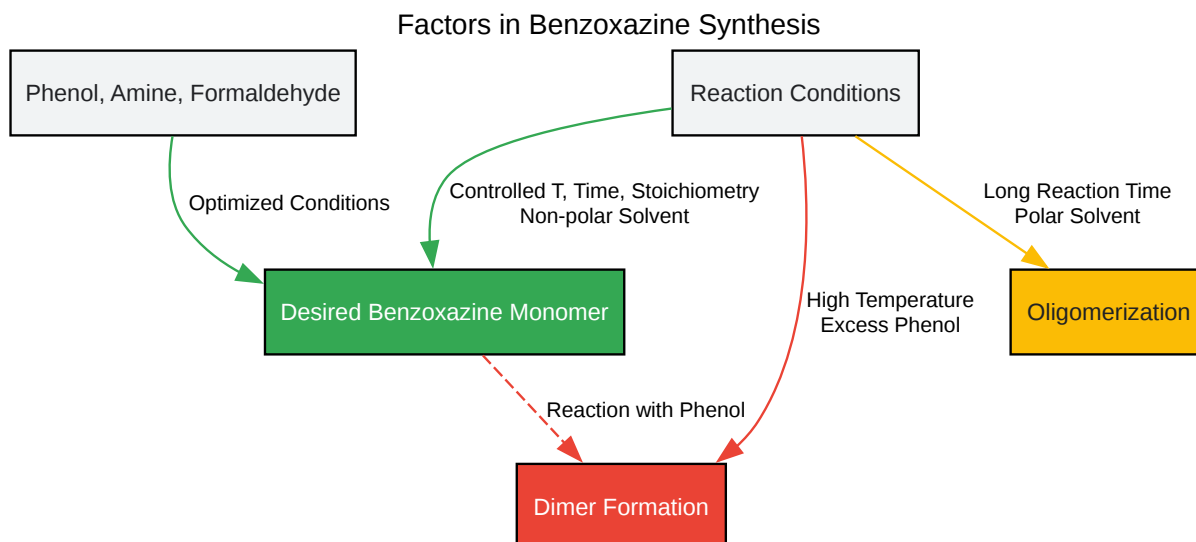 Factors in Benzoxazine Synthesis
Phenol, Amine, Formaldehyde
Reaction Conditions
Optimized Conditions
Controlled T, Time, Stoichiometry
Non-polar Solvent
Long Reaction Time
Polar Solvent
Desired Benzoxazine Monomer
High Temperature
Excess Phenol
Oligomerization
Reaction with Phenol
Dimer Formation